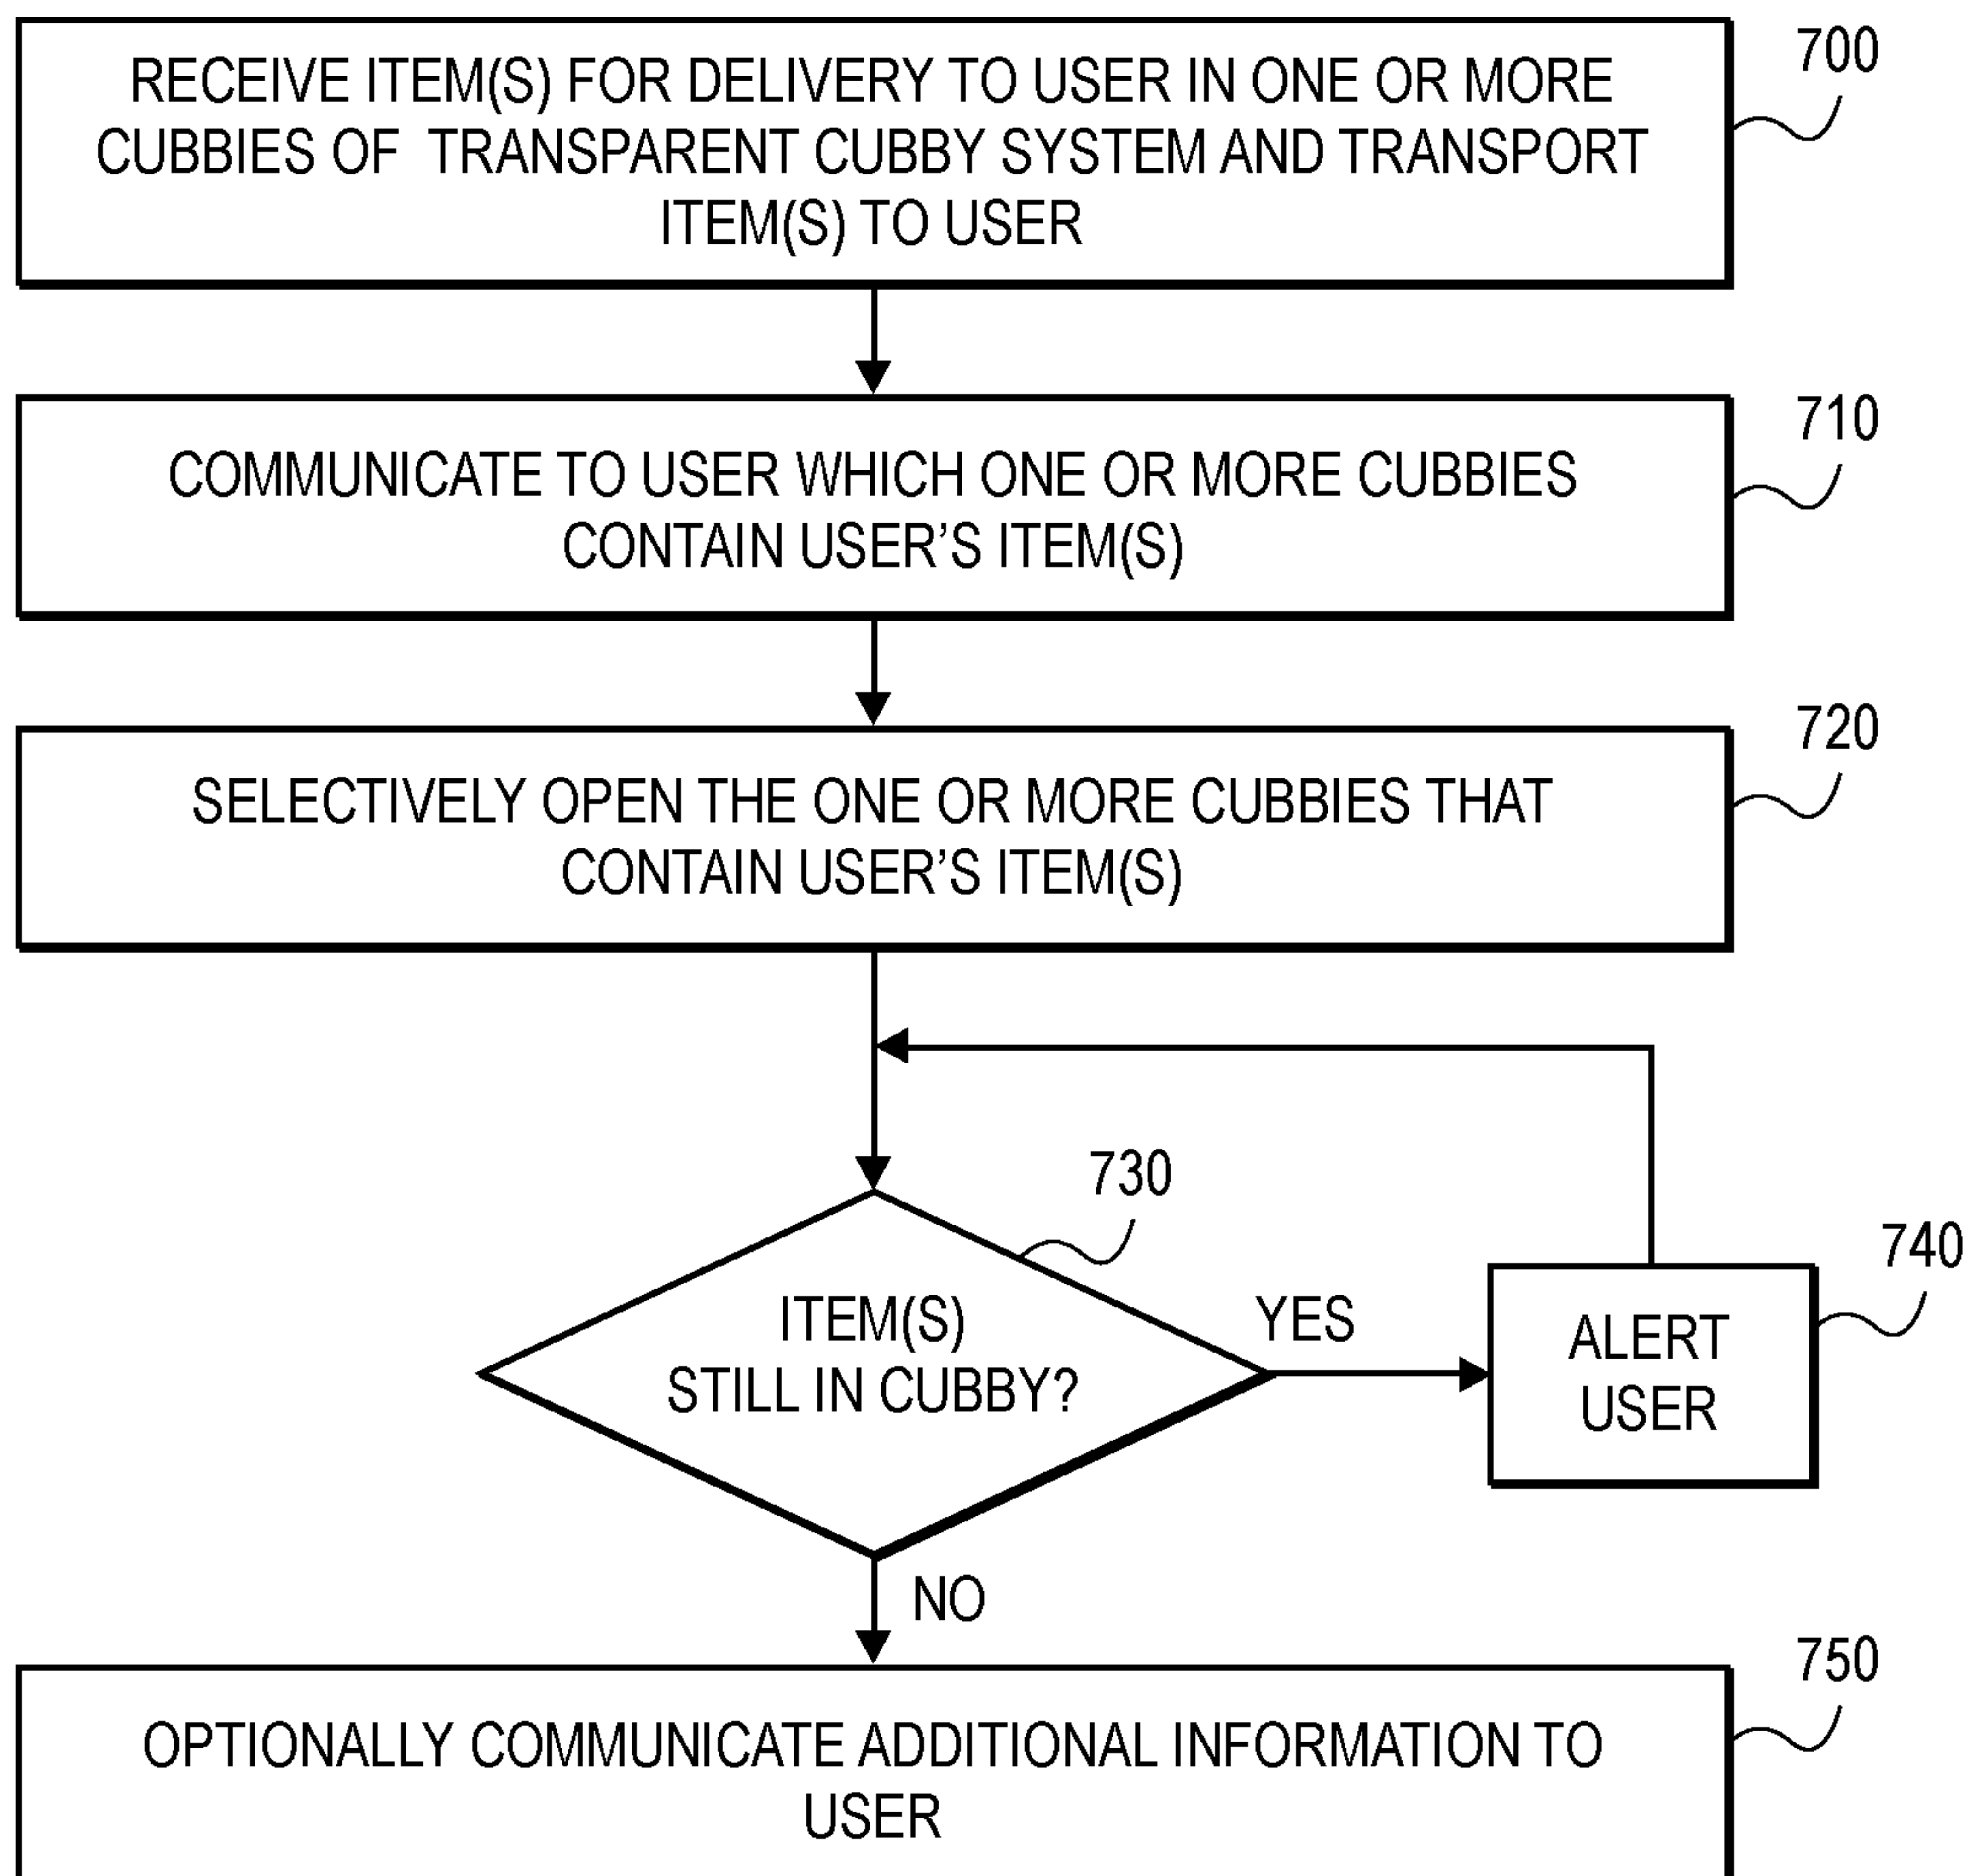 700
RECEIVE ITEM(S) FOR DELIVERY TO USER IN ONE OR MORE
CUBBIES OF TRANSPARENT CUBBY SYSTEM AND TRANSPORT
ITEM(S) TO USER
710
COMMUNICATE TO USER WHICH ONE OR MORE CUBBIES
CONTAIN USER’S ITEM(S)
720
SELECTIVELY OPEN THE ONE OR MORE CUBBIES THAT
CONTAIN USER’S ITEM(S)
730
ITEM(S)
STILL IN CUBBY?
YES
740
ALERT
USER
NO
750
OPTIONALLY COMMUNICATE ADDITIONAL INFORMATION TO
USER